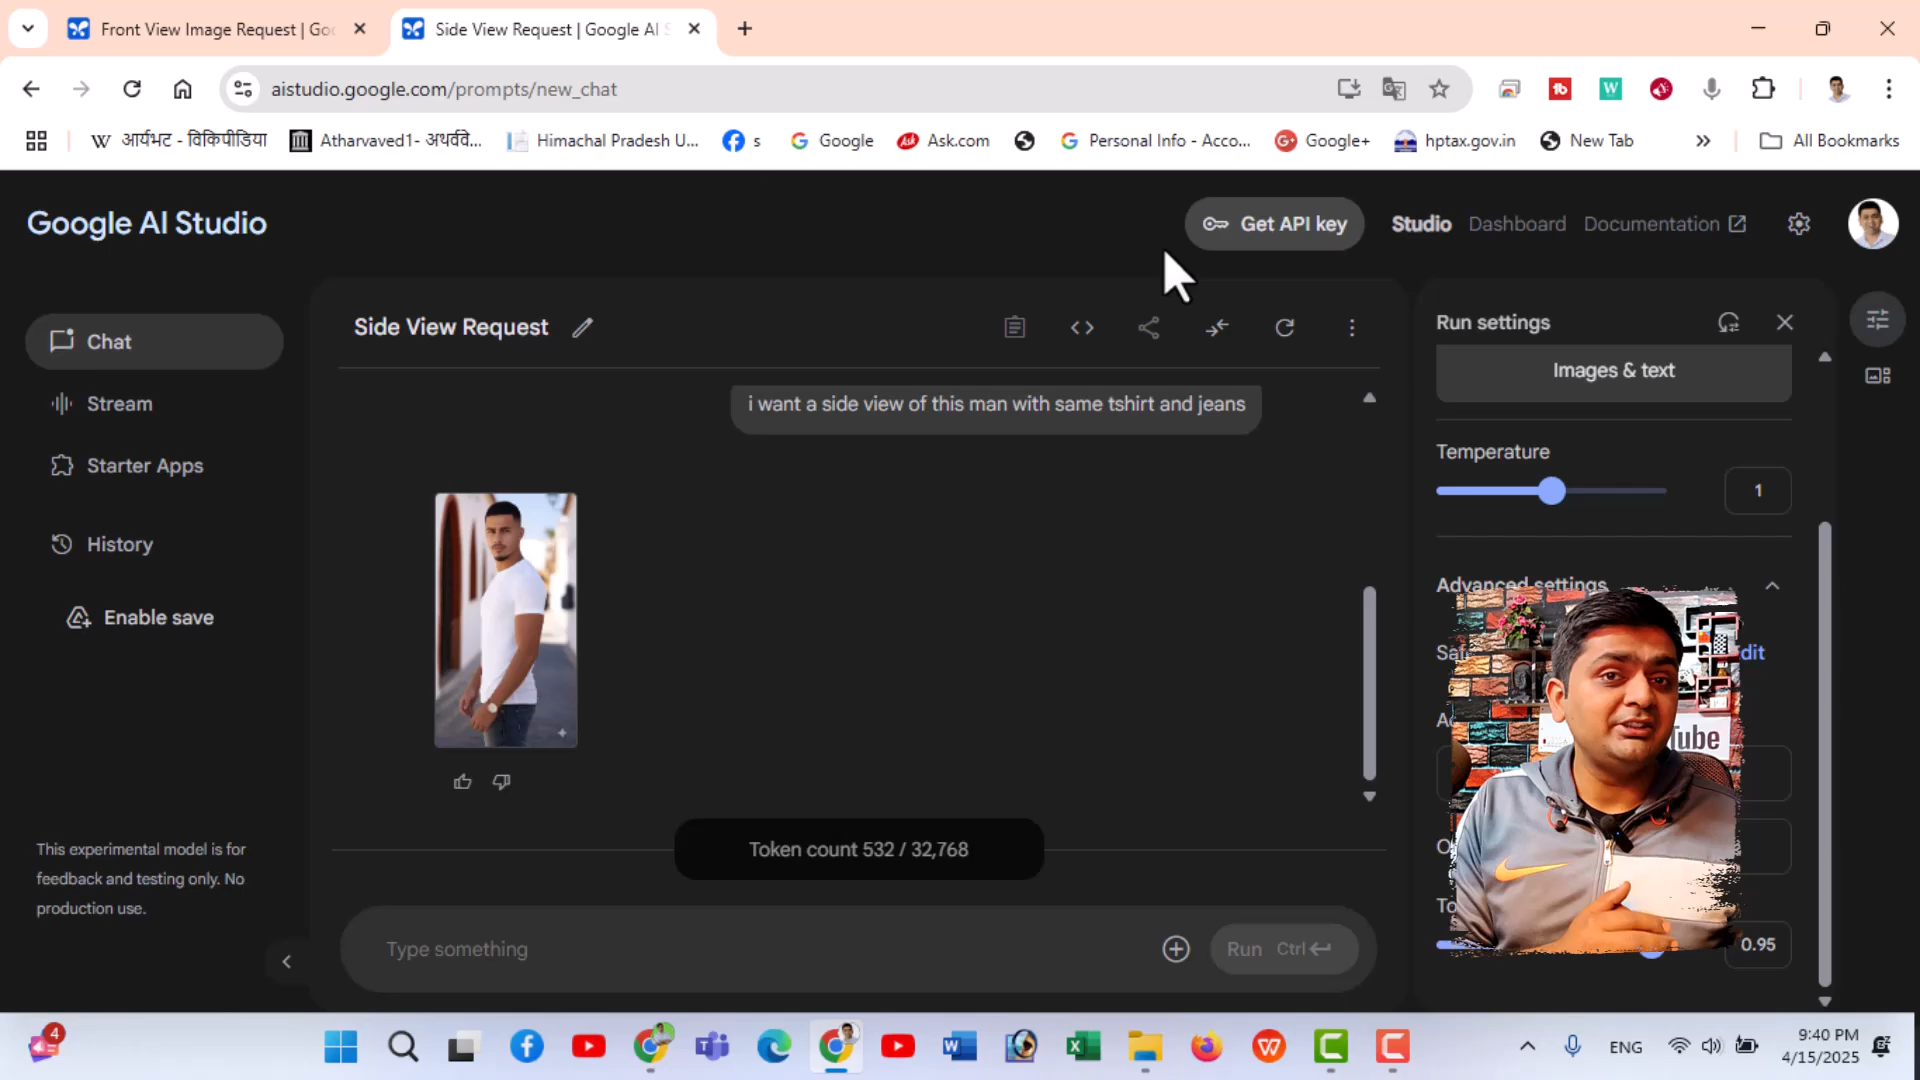 Front View Image Request | Goo
Side View Request | Google AI S
aistudio.google.com/prompts/new_chat
आर्यभट - विकिपीडिया
Atharvaved1- अथर्ववे...
Himachal Pradesh U...
s
Google
Ask.com
Personal Info - Acco...
Google+
hptax.gov.in
New Tab
All Bookmarks
Google AI Studio
Get API key
Studio
Dashboard
Documentation
Chat
Stream
Starter Apps
History
Enable save
This experimental model is for
feedback and testing only. No
production use.
Side View Request
i want a side view of this man with same tshirt and jeans
Token count 532 / 32,768
Type something
Run Ctrl
Run settings
Images & text
Temperature
1
Advanced settings
dit
Tube
To
0.95
4
ENG
9:40 PM
4/15/2025